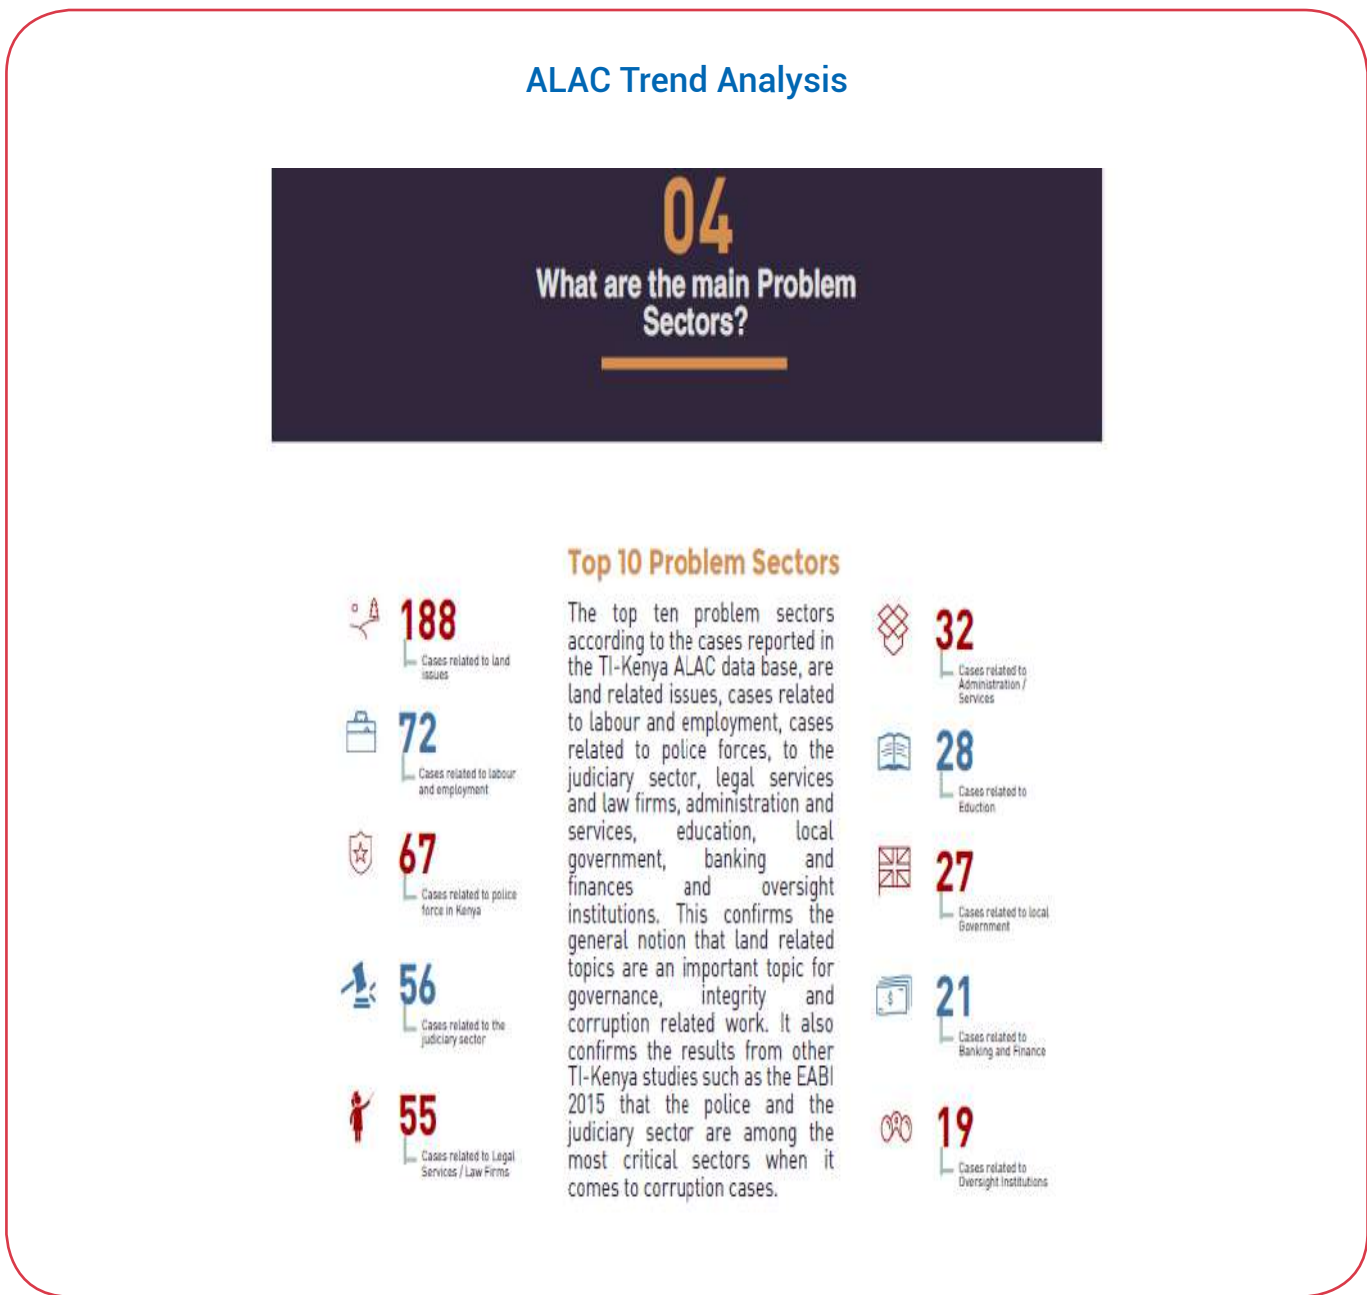 ALAC Trend Analysis
04
What are the main Problem
Sectors?
188
Cases related to land
issues
72
Cases related to labour
and employment
67
Cases related to police
force in Kenya
56
Cases related to the
judiciary sector
55
Cases related to Legal
Services / Law Firms
Top 10 Problem Sectors
The top ten problem sectors
according to the cases reported in
the TI-Kenya ALAC data base, are
land related issues, cases related
to labour and employment, cases
related to police forces, to the
judiciary sector, legal services
and law firms, administration and
services, education, local
government, banking and
finances and oversight
institutions. This confirms the
general notion that land related
topics are an important topic for
governance, integrity and
corruption related work. It also
confirms the results from other
TI-Kenya studies such as the EABI
2015 that the police and the
judiciary sector are among the
most critical sectors when it
comes to corruption cases.
32
Cases related to
Administration /
Services
28
Cases related to
Eduction
27
Cases related to local
Government
21
Cases related to
Banking and Finance
19
Cases related to
Oversight Institutions